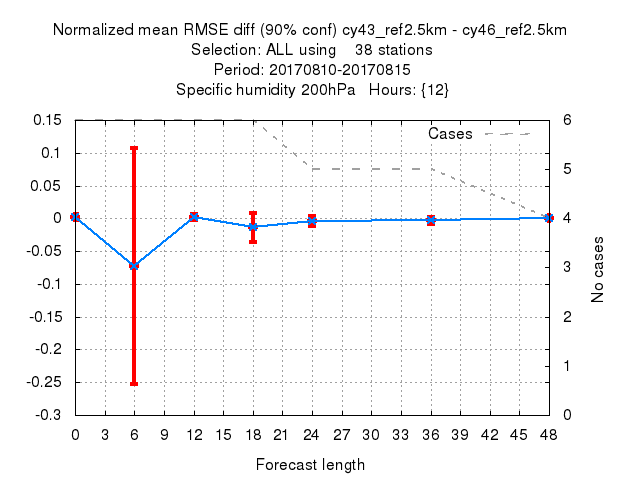 Normalized mean RMSE diff (90% conf) cy43_ref2.5km - cy46_ref2.5km
Selection: ALL using    38 stations
Period: 20170810-20170815
Specific humidity 200hPa   Hours: {12}
0.15
0.1
0.05
0
-0.05
-0.1
-0.15
-0.2
-0.25
-0.3
Cases
6
5
4
3
2
1
0
No cases
0 3 6 9 12 15 18 21 24 27 30 33 36 39 42 45 48
Forecast length